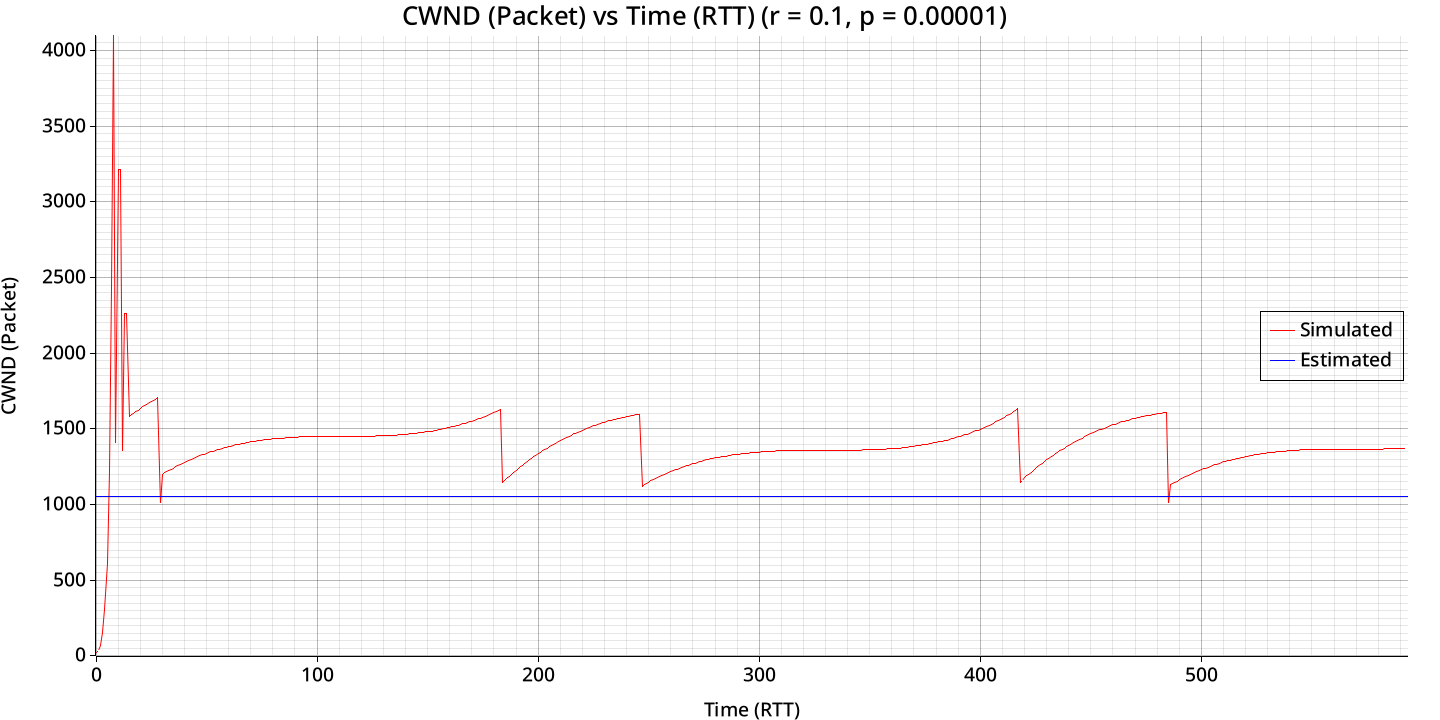 CWND (Packet) vs Time (RTT) (r = 0.1, p = 0.00001)
4000
3500
3000
2500
2000
1500
1000
500
0
CWND (Packet)
Simulated
Estimated
0 100 200 300 400 500
Time (RTT)